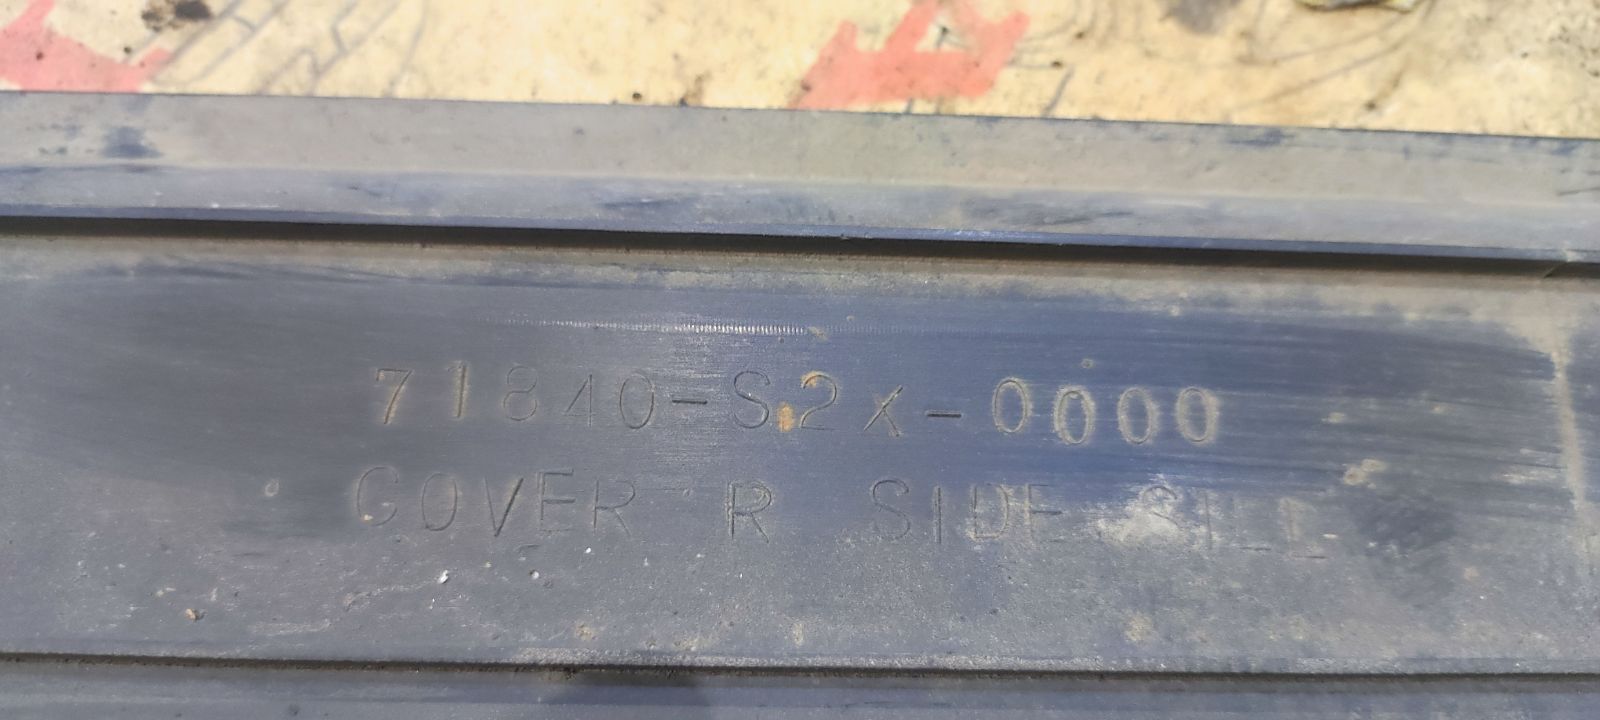 71840-S2X-0000
COVER R SIDE SILL